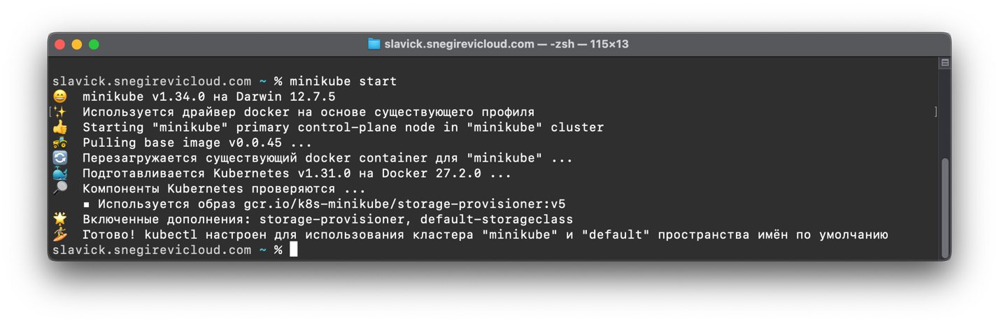 slavick.snegirevicloud.com — -zsh — 115×13
slavick.snegirevicloud.com ~ % minikube start
😄 minikube v1.34.0 на Darwin 12.7.5
[✨ Используется драйвер docker на основе существующего профиля ]
👍 Starting "minikube" primary control-plane node in "minikube" cluster
🚜 Pulling base image v0.0.45 ...
🔄 Перезагружается существующий docker container для "minikube" ...
🐳 Подготавливается Kubernetes v1.31.0 на Docker 27.2.0 ...
🔎 Компоненты Kubernetes проверяются ...
▪ Используется образ gcr.io/k8s-minikube/storage-provisioner:v5
🌟 Включенные дополнения: storage-provisioner, default-storageclass
🏄 Готово! kubectl настроен для использования кластера "minikube" и "default" пространства имён по умолчанию
slavick.snegirevicloud.com ~ %